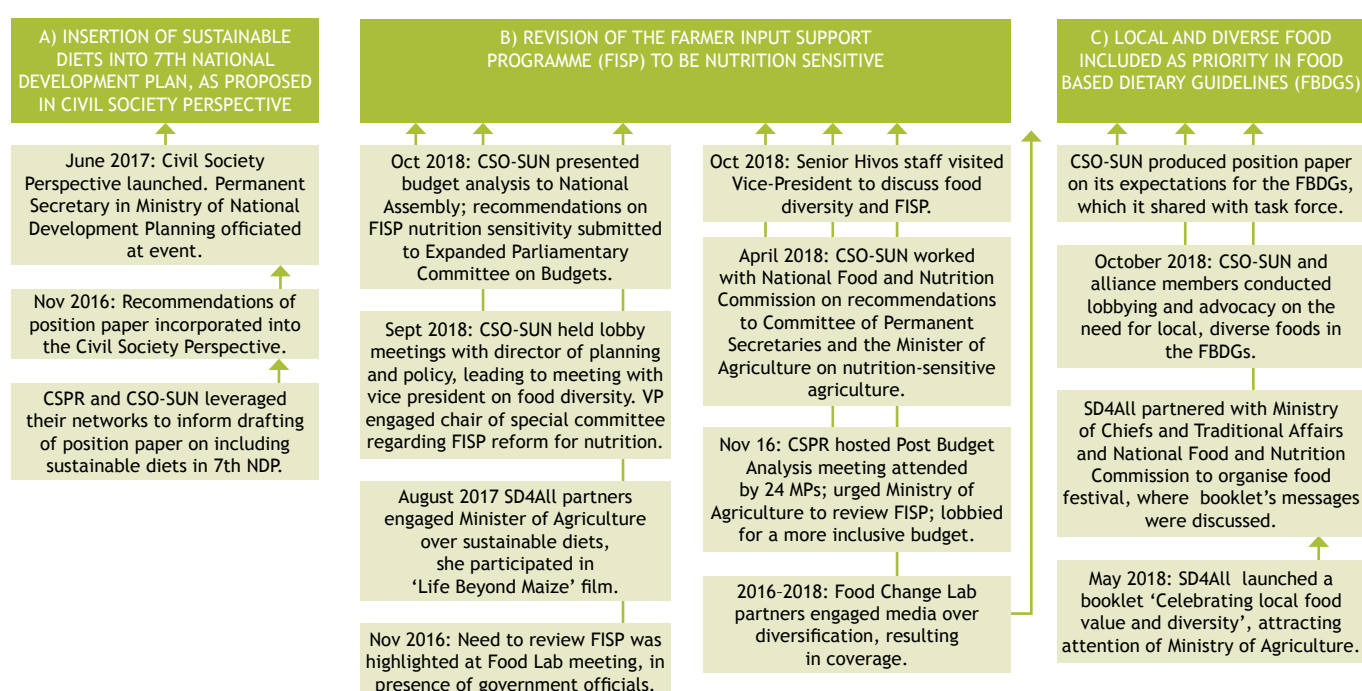 A) INSERTION OF SUSTAINABLE
DIETS INTO 7TH NATIONAL
DEVELOPMENT PLAN, AS PROPOSED
IN CIVIL SOCIETY PERSPECTIVE
June 2017: Civil Society
Perspective launched. Permanent
Secretary in Ministry of National
Development Planning officiated
at event.
Nov 2016: Recommendations of
position paper incorporated into
the Civil Society Perspective.
CSPR and CSO-SUN leveraged
their networks to inform drafting
of position paper on including
sustainable diets in 7th NDP.
B) REVISION OF THE FARMER INPUT SUPPORT
PROGRAMME (FISP) TO BE NUTRITION SENSITIVE
Oct 2018: CSO-SUN presented
budget analysis to National
Assembly; recommendations on
FISP nutrition sensitivity submitted
to Expanded Parliamentary
Committee on Budgets.
Sept 2018: CSO-SUN held lobby
meetings with director of planning
and policy, leading to meeting with
vice president on food diversity. VP
engaged chair of special committee
regarding FISP reform for nutrition.
August 2017 SD4All partners
engaged Minister of Agriculture
over sustainable diets,
she participated in
‘Life Beyond Maize’ film.
Nov 2016: Need to review FISP was
highlighted at Food Lab meeting, in
presence of government officials.
Oct 2018: Senior Hivos staff visited
Vice-President to discuss food
diversity and FISP.
April 2018: CSO-SUN worked
with National Food and Nutrition
Commission on recommendations
to Committee of Permanent
Secretaries and the Minister of
Agriculture on nutrition-sensitive
agriculture.
Nov 16: CSPR hosted Post Budget
Analysis meeting attended
by 24 MPs; urged Ministry of
Agriculture to review FISP; lobbied
for a more inclusive budget.
2016–2018: Food Change Lab
partners engaged media over
diversification, resulting
in coverage.
C) LOCAL AND DIVERSE FOOD
INCLUDED AS PRIORITY IN FOOD
BASED DIETARY GUIDELINES (FBDGS)
CSO-SUN produced position paper
on its expectations for the FBDGs,
which it shared with task force.
October 2018: CSO-SUN and
alliance members conducted
lobbying and advocacy on the
need for local, diverse foods in
the FBDGs.
SD4All partnered with Ministry
of Chiefs and Traditional Affairs
and National Food and Nutrition
Commission to organise food
festival, where booklet’s messages
were discussed.
May 2018: SD4All launched a
booklet ‘Celebrating local food
value and diversity’, attracting
attention of Ministry of Agriculture.